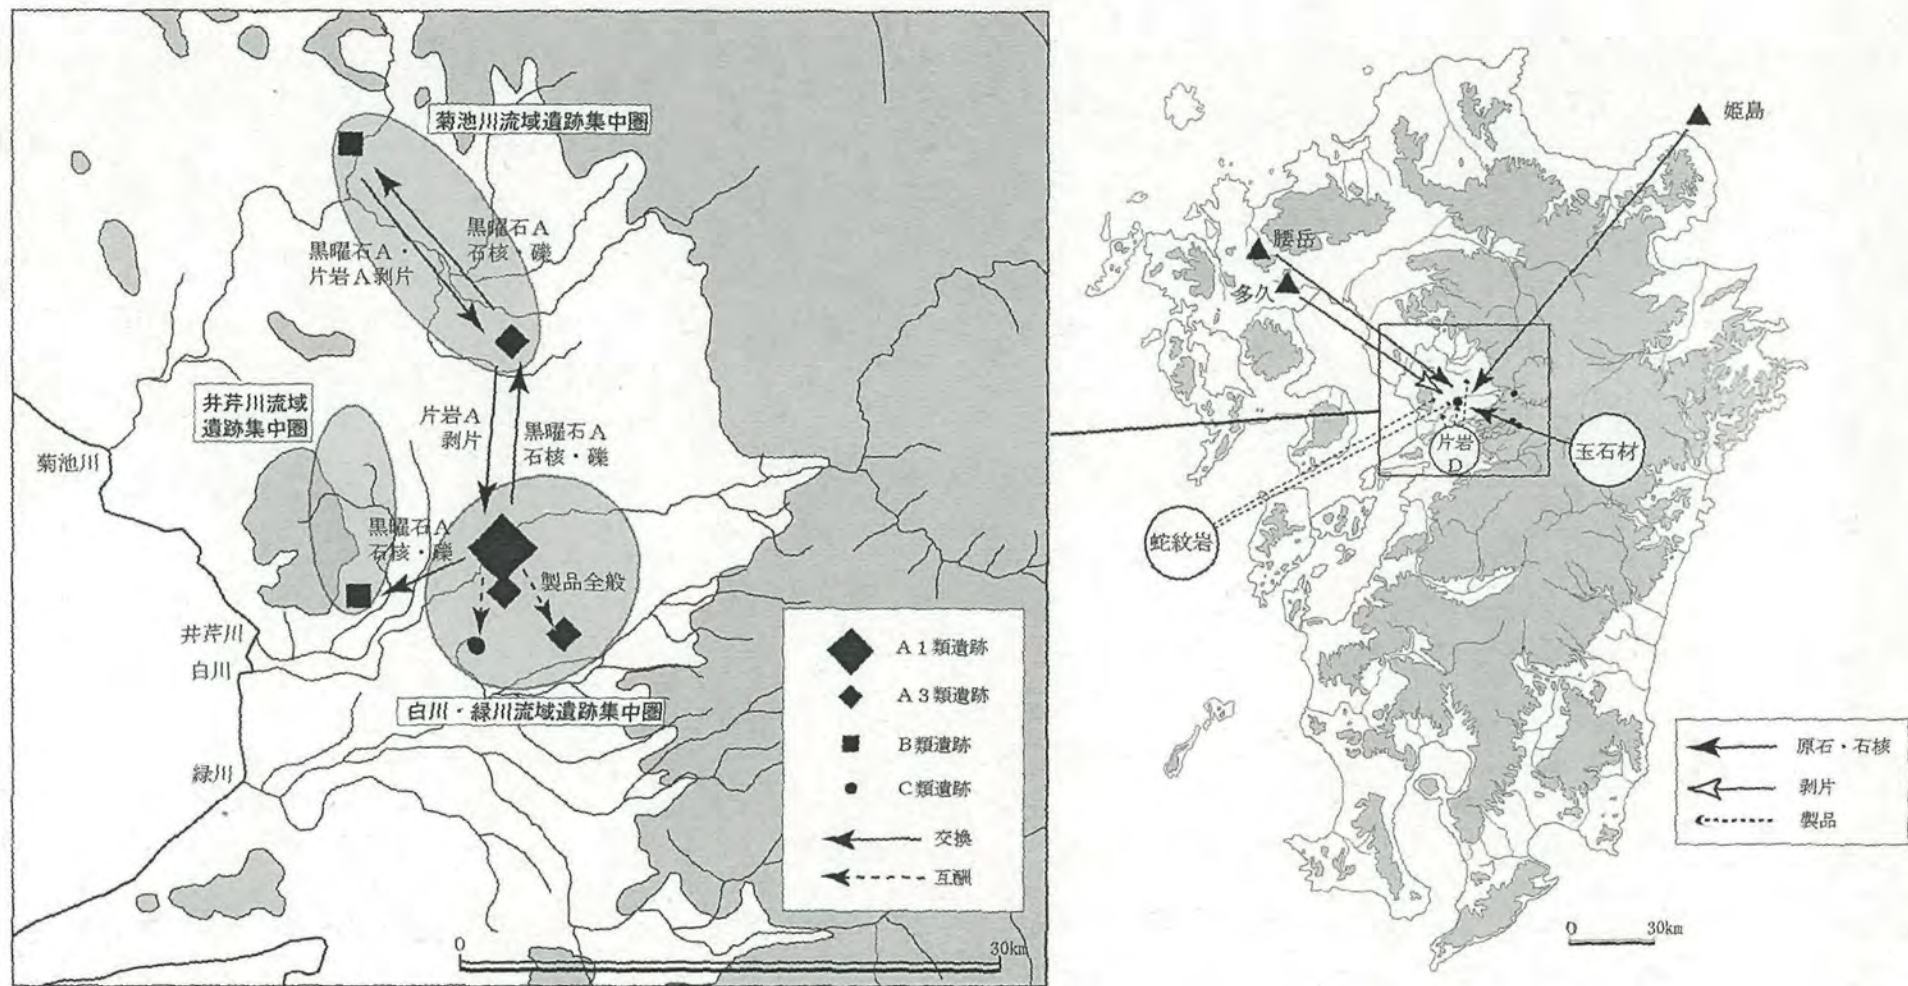 菊池川流域遺跡集中圏
黒曜石A
石核・礫
黒曜石A・
片岩A剥片
井芹川流域
遺跡集中圏
片岩A
剥片
黒曜石A
石核・礫
菊池川
黒曜石A
石核・礫
製品全般
井芹川
白川
白川・緑川流域遺跡集中圏
緑川
A1類遺跡
A3類遺跡
B類遺跡
C類遺跡
交換
互酬
0
30km
姫島
腰岳
多久
片岩
D
玉石材
蛇紋岩
原石・石核
剥片
製品
0
30km